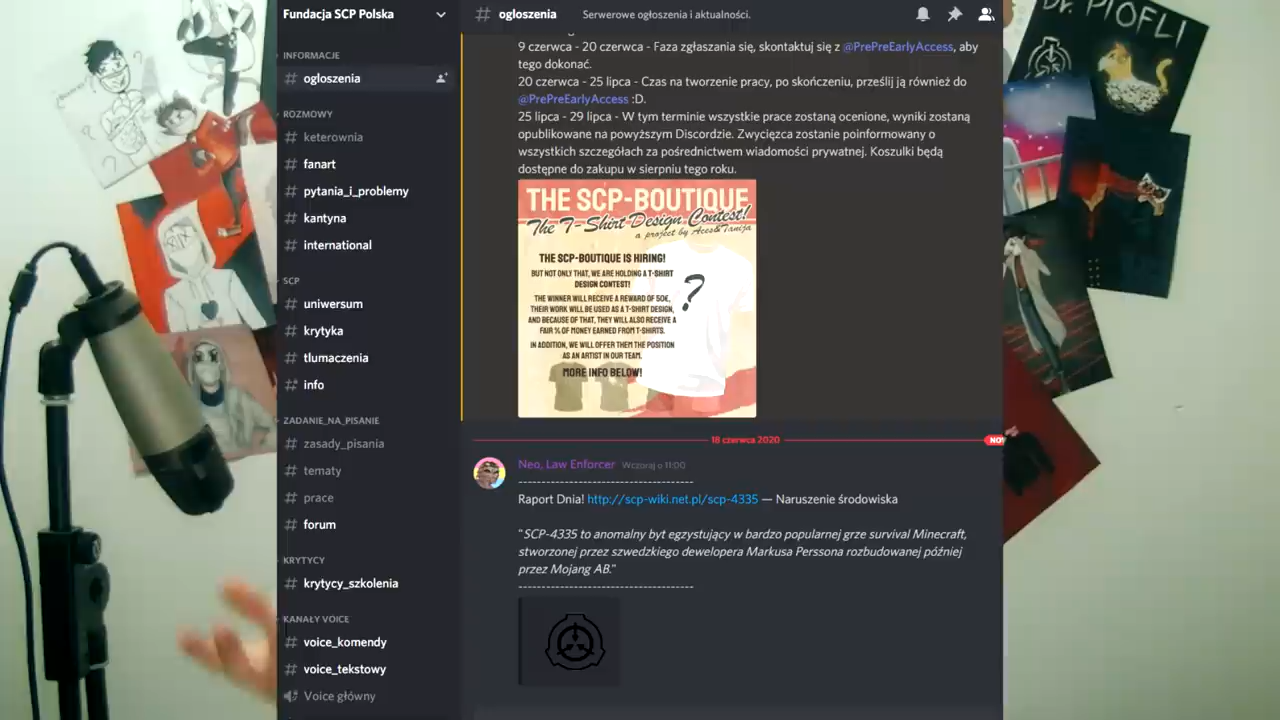 Fundacja SCP Polska
INFORMACJE
ogloszenia
ROZMOWY
keterownia
fanart
pytania_i_problemy
kantyna
international
SCP
uniwersum
krytyka
tlumaczenia
info
ZADANIE_NA_PISANIE
zasady_pisania
tematy
prace
forum
KRYTYCY
krytycy_szkolenia
KANAŁY VOICE
voice_komendy
voice_tekstowy
Voice główny
ogloszenia
Serwerowe ogłoszenia i aktualności.
9 czerwca - 20 czerwca - Faza zgłaszania się, skontaktuj się z @PrePreEarlyAccess, aby
tego dokonać.
20 czerwca - 25 lipca - Czas na tworzenie pracy, po skończeniu, prześlij ją również do
@PrePreEarlyAccess :D.
25 lipca - 29 lipca - W tym terminie wszystkie prace zostaną ocenione, wyniki zostaną
opublikowane na powyższym Discordzie. Zwycięzca zostanie poinformowany o
wszystkich szczegółach za pośrednictwem wiadomości prywatnej. Koszulki będą
dostępne do zakupu w sierpniu tego roku.
THE SCP-BOUTIQUE
The T-Shirt Design Contest!
a project by Aces&Tanija
THE SCP-BOUTIQUE IS HIRING!
BUT NOT ONLY THAT, WE ARE HOLDING A T-SHIRT
DESIGN CONTEST!
THE WINNER WILL RECEIVE A REWARD OF 50€,
THEIR WORK WILL BE USED AS A T-SHIRT DESIGN,
AND BECAUSE OF THAT, THEY WILL ALSO RECEIVE A
FAIR % OF MONEY EARNED FROM T-SHIRTS.
IN ADDITION, WE WILL OFFER THEM THE POSITION
AS AN ARTIST IN OUR TEAM.
MORE INFO BELOW!
?
18 czerwca 2020
Neo, Law Enforcer Wczoraj o 11:00
------------------------------------
Raport Dnia! http://scp-wiki.net.pl/scp-4335 — Naruszenie środowiska
"SCP-4335 to anomalny byt egzystujący w bardzo popularnej grze survival Minecraft,
stworzonej przez szwedzkiego dewelopera Markusa Perssona rozbudowanej później
przez Mojang AB."
------------------------------------
Dr. PIOFLI